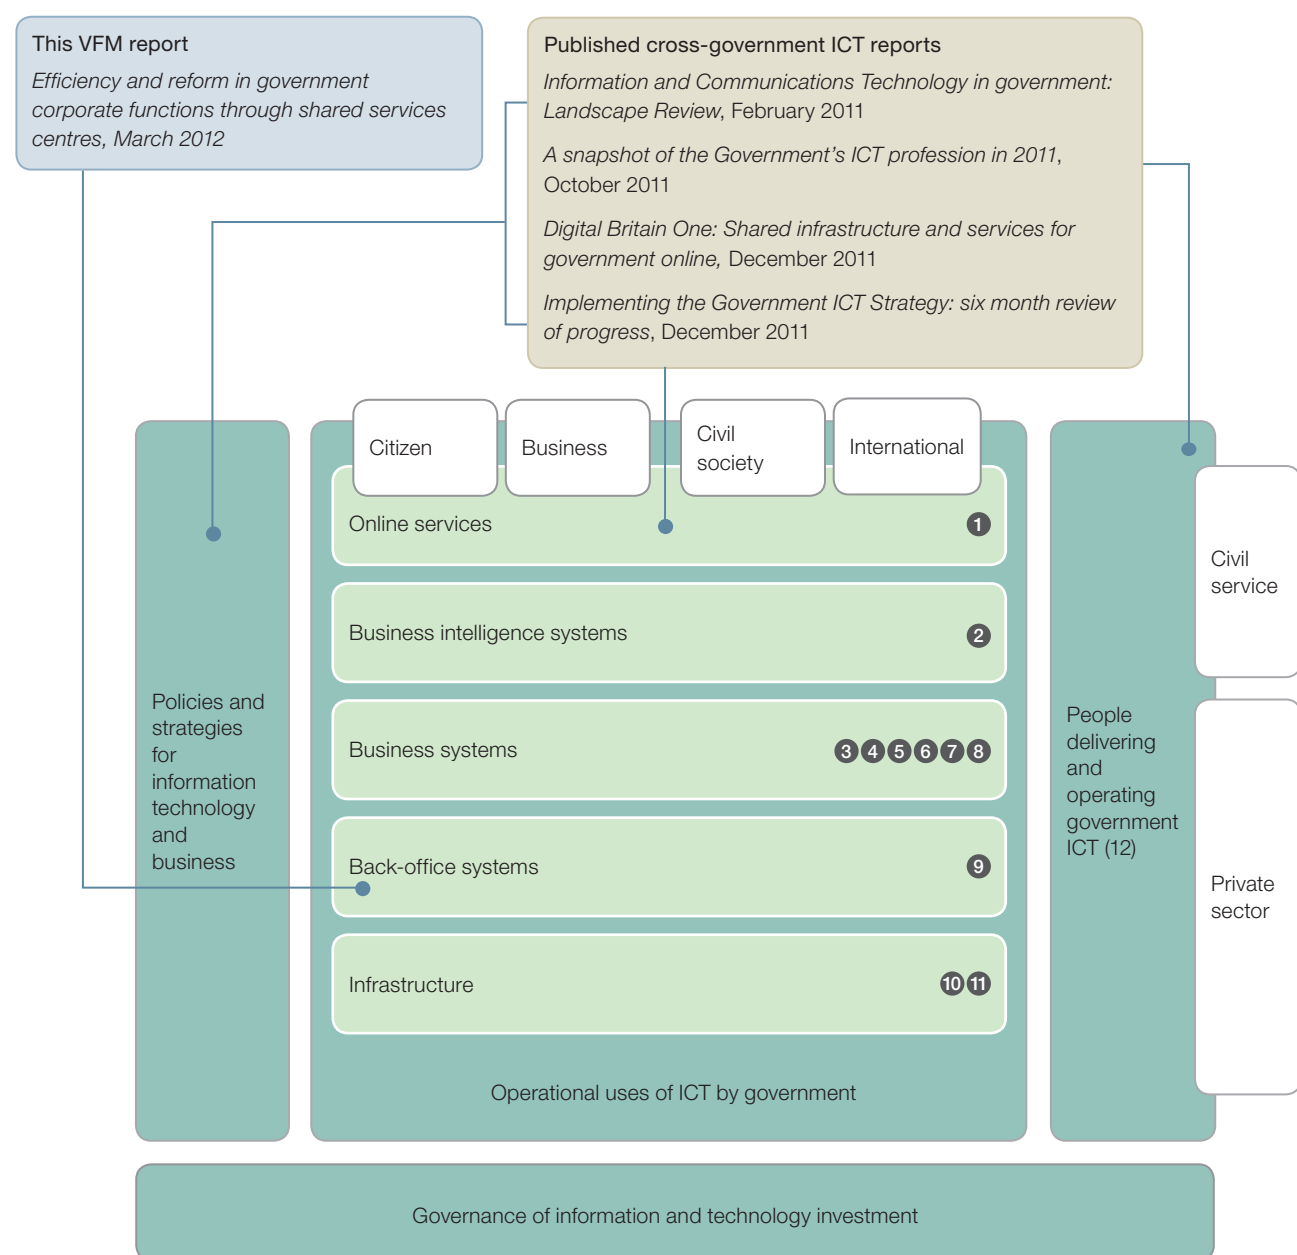 This VFM report
Efficiency and reform in government
corporate functions through shared services
centres, March 2012
Published cross-government ICT reports
Information and Communications Technology in government:
Landscape Review, February 2011
A snapshot of the Government’s ICT profession in 2011,
October 2011
Digital Britain One: Shared infrastructure and services for
government online, December 2011
Implementing the Government ICT Strategy: six month review
of progress, December 2011
Citizen
Business
Civil
society
International
Online services
1
Business intelligence systems
2
Business systems
3 4 5 6 7 8
Back-office systems
9
Infrastructure
10 11
Operational uses of ICT by government
Policies and
strategies
for
information
technology
and
business
People
delivering
and
operating
government
ICT (12)
Civil
service
Private
sector
Governance of information and technology investment